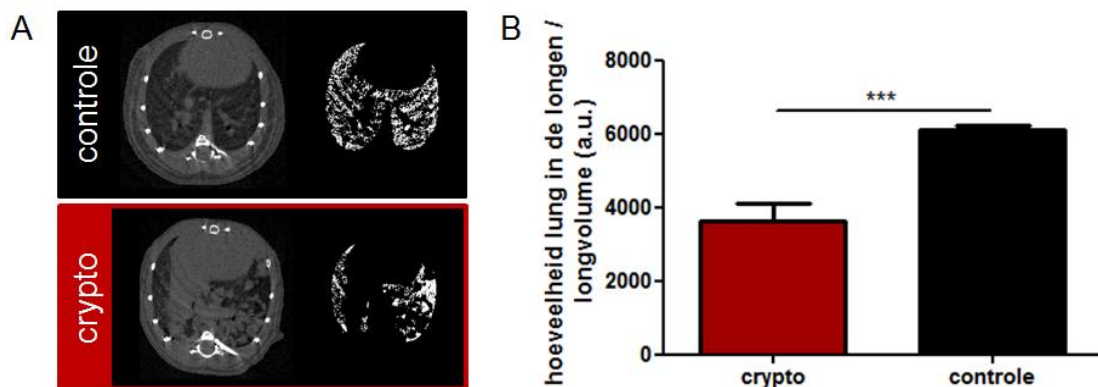 A
controle
crypto
B
hoeveelheid lung in de longen /
longvolume (a.u.)
8000
6000
4000
2000
0
***
crypto
controle